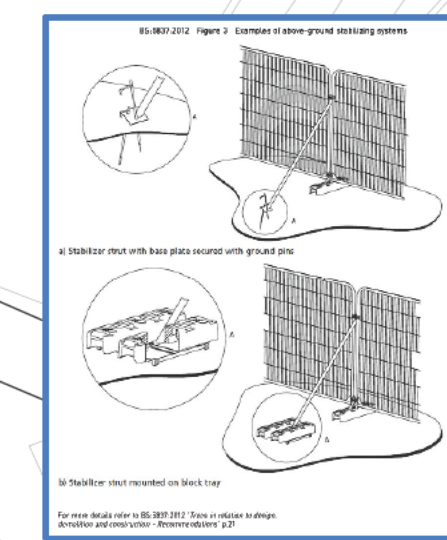 BS:5837:2012 Figure 3 Examples of above-ground stabilizing systems
A
A
a) Stabilizer strut with base plate secured with ground pins
A
A
b) Stabilizer strut mounted on block tray
For more details refer to BS:5837:2012 'Trees in relation to design,
demolition and construction – Recommendations' p.21